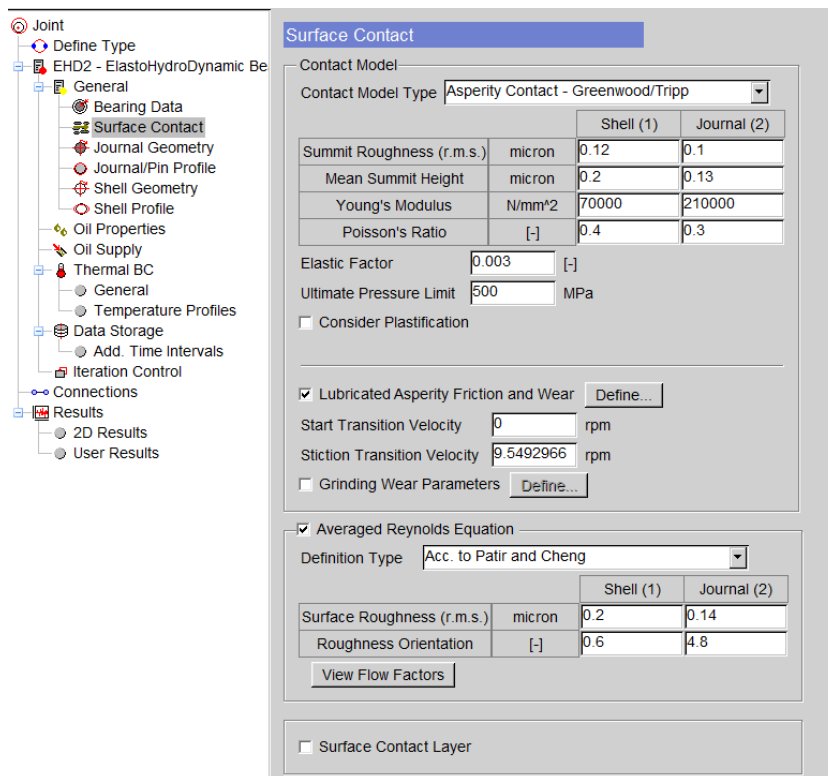 Joint
Define Type
EHD2 - ElastoHydroDynamic Be
General
Bearing Data
Surface Contact
Journal Geometry
Journal/Pin Profile
Shell Geometry
Shell Profile
Oil Properties
Oil Supply
Thermal BC
General
Temperature Profiles
Data Storage
Add. Time Intervals
Iteration Control
Connections
Results
2D Results
User Results
Surface Contact
Contact Model
Contact Model Type Asperity Contact - Greenwood/Tripp
Shell (1) Journal (2)
Summit Roughness (r.m.s.) micron 0.12 0.1
Mean Summit Height micron 0.2 0.13
Young's Modulus N/mm^2 70000 210000
Poisson's Ratio [-] 0.4 0.3
Elastic Factor 0.003 [-]
Ultimate Pressure Limit 500 MPa
Consider Plastification
Lubricated Asperity Friction and Wear Define...
Start Transition Velocity 0 rpm
Stiction Transition Velocity 9.5492966 rpm
Grinding Wear Parameters Define...
Averaged Reynolds Equation
Definition Type Acc. to Patir and Cheng
Shell (1) Journal (2)
Surface Roughness (r.m.s.) micron 0.2 0.14
Roughness Orientation [-] 0.6 4.8
View Flow Factors
Surface Contact Layer